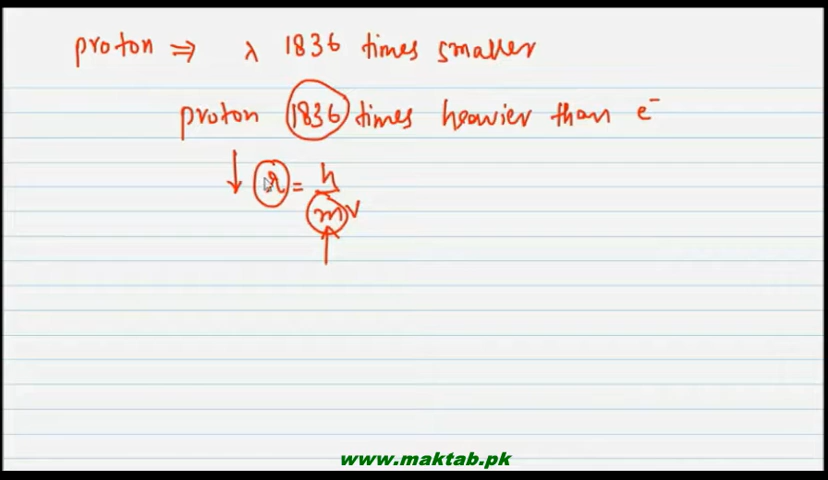 proton ⇒ λ 1836 times smaller
proton 1836 times heavier than e⁻
↓ λ = h
mv
↑
www.maktab.pk